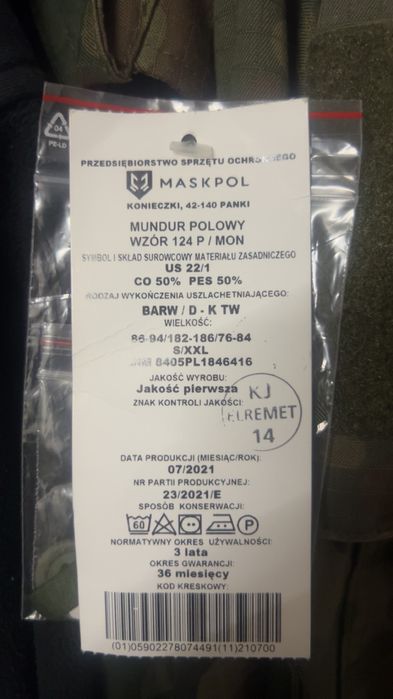 04
PE-LD
PRZEDSIĘBIORSTWO SPRZĘTU OCHRONNEGO
MASKPOL
KONIECZKI, 42-140 PANKI
MUNDUR POLOWY
WZÓR 124 P / MON
SYMBOL I SKŁAD SUROWCOWY MATERIAŁU ZASADNICZEGO
US 22/1
CO 50% PES 50%
RODZAJ WYKOŃCZENIA USZLACHETNIAJĄCEGO:
BARW / D - K TW
WIELKOŚĆ:
86-94/182-186/76-84
S/XXL
8405PL1846416
JAKOŚĆ WYROBU:
Jakość pierwsza
ZNAK KONTROLI JAKOŚCI:
KJ
ELREMET
14
DATA PRODUKCJI (MIESIĄC/ROK):
07/2021
NR PARTII PRODUKCYJNEJ:
23/2021/E
SPOSÓB KONSERWACJI:
60 P
NORMATYWNY OKRES UŻYWALNOŚCI:
3 lata
OKRES GWARANCJI:
36 miesięcy
KOD KRESKOWY:
(01)05902278074491(11)210700